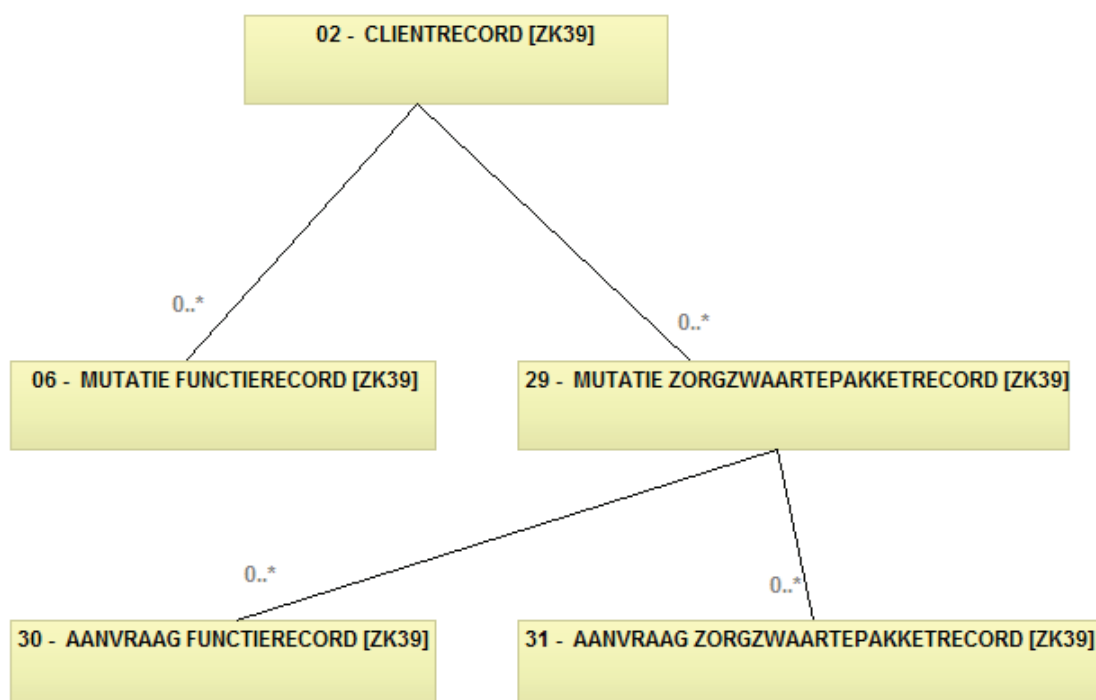 02 - CLIENTRECORD [ZK39]
0..*
0..*
06 - MUTATIE FUNCTIERECORD [ZK39]
29 - MUTATIE ZORGZWAARTEPAKKETRECORD [ZK39]
0..*
0..*
30 - AANVRAAG FUNCTIERECORD [ZK39]
31 - AANVRAAG ZORGZWAARTEPAKKETRECORD [ZK39]